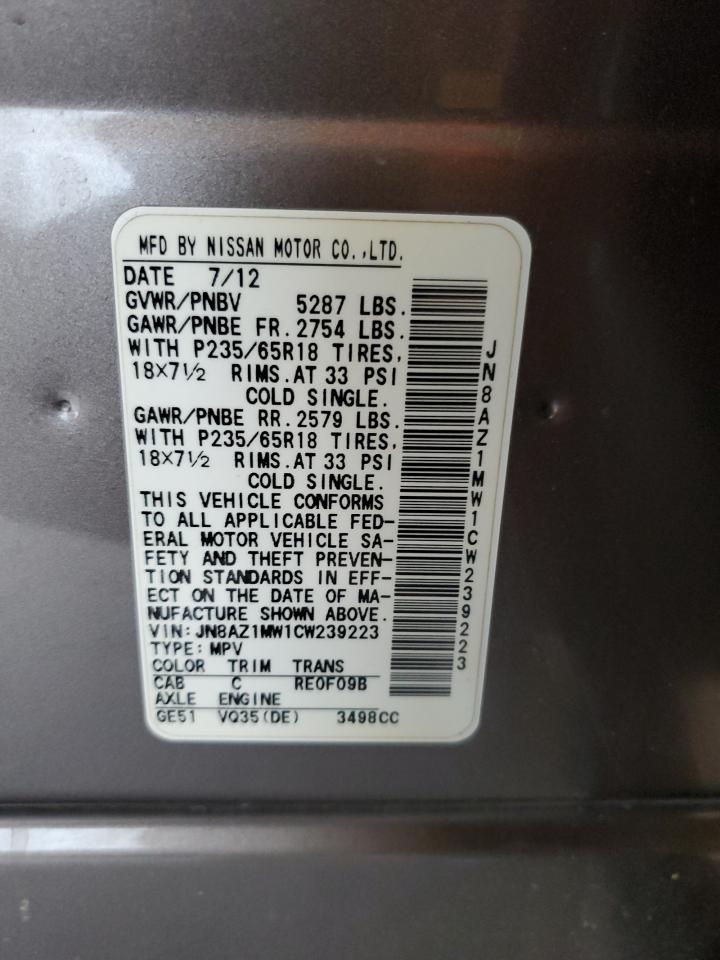 MFD BY NISSAN MOTOR CO.,LTD.
DATE 7/12
GVWR/PNBV 5287 LBS.
GAWR/PNBE FR. 2754 LBS.
WITH P235/65R18 TIRES,
18×7½ RIMS.AT 33 PSI
COLD SINGLE.
GAWR/PNBE RR. 2579 LBS.
WITH P235/65R18 TIRES,
18×7½ RIMS.AT 33 PSI
COLD SINGLE.
THIS VEHICLE CONFORMS
TO ALL APPLICABLE FED-
ERAL MOTOR VEHICLE SA-
FETY AND THEFT PREVEN-
TION STANDARDS IN EFF-
ECT ON THE DATE OF MA-
NUFACTURE SHOWN ABOVE.
VIN: JN8AZ1MW1CW239223
TYPE: MPV
COLOR TRIM TRANS
CAB C RE0F09B
AXLE ENGINE
GE51 VQ35(DE) 3498CC
JN8AZ1MW1CW239223